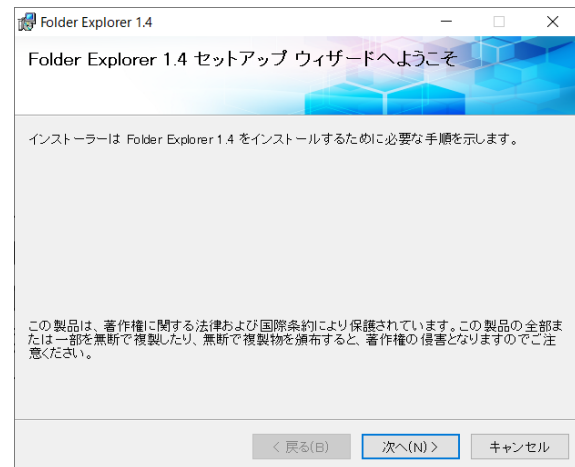 Folder Explorer 1.4
Folder Explorer 1.4 セットアップ ウィザードへようこそ
インストーラーは Folder Explorer 1.4 をインストールするために必要な手順を示します。
この製品は、著作権に関する法律および国際条約により保護されています。この製品の全部ま
たは一部を無断で複製したり、無断で複製物を頒布すると、著作権の侵害となりますのでご注
意ください。
< 戻る(B)
次へ(N) >
キャンセル